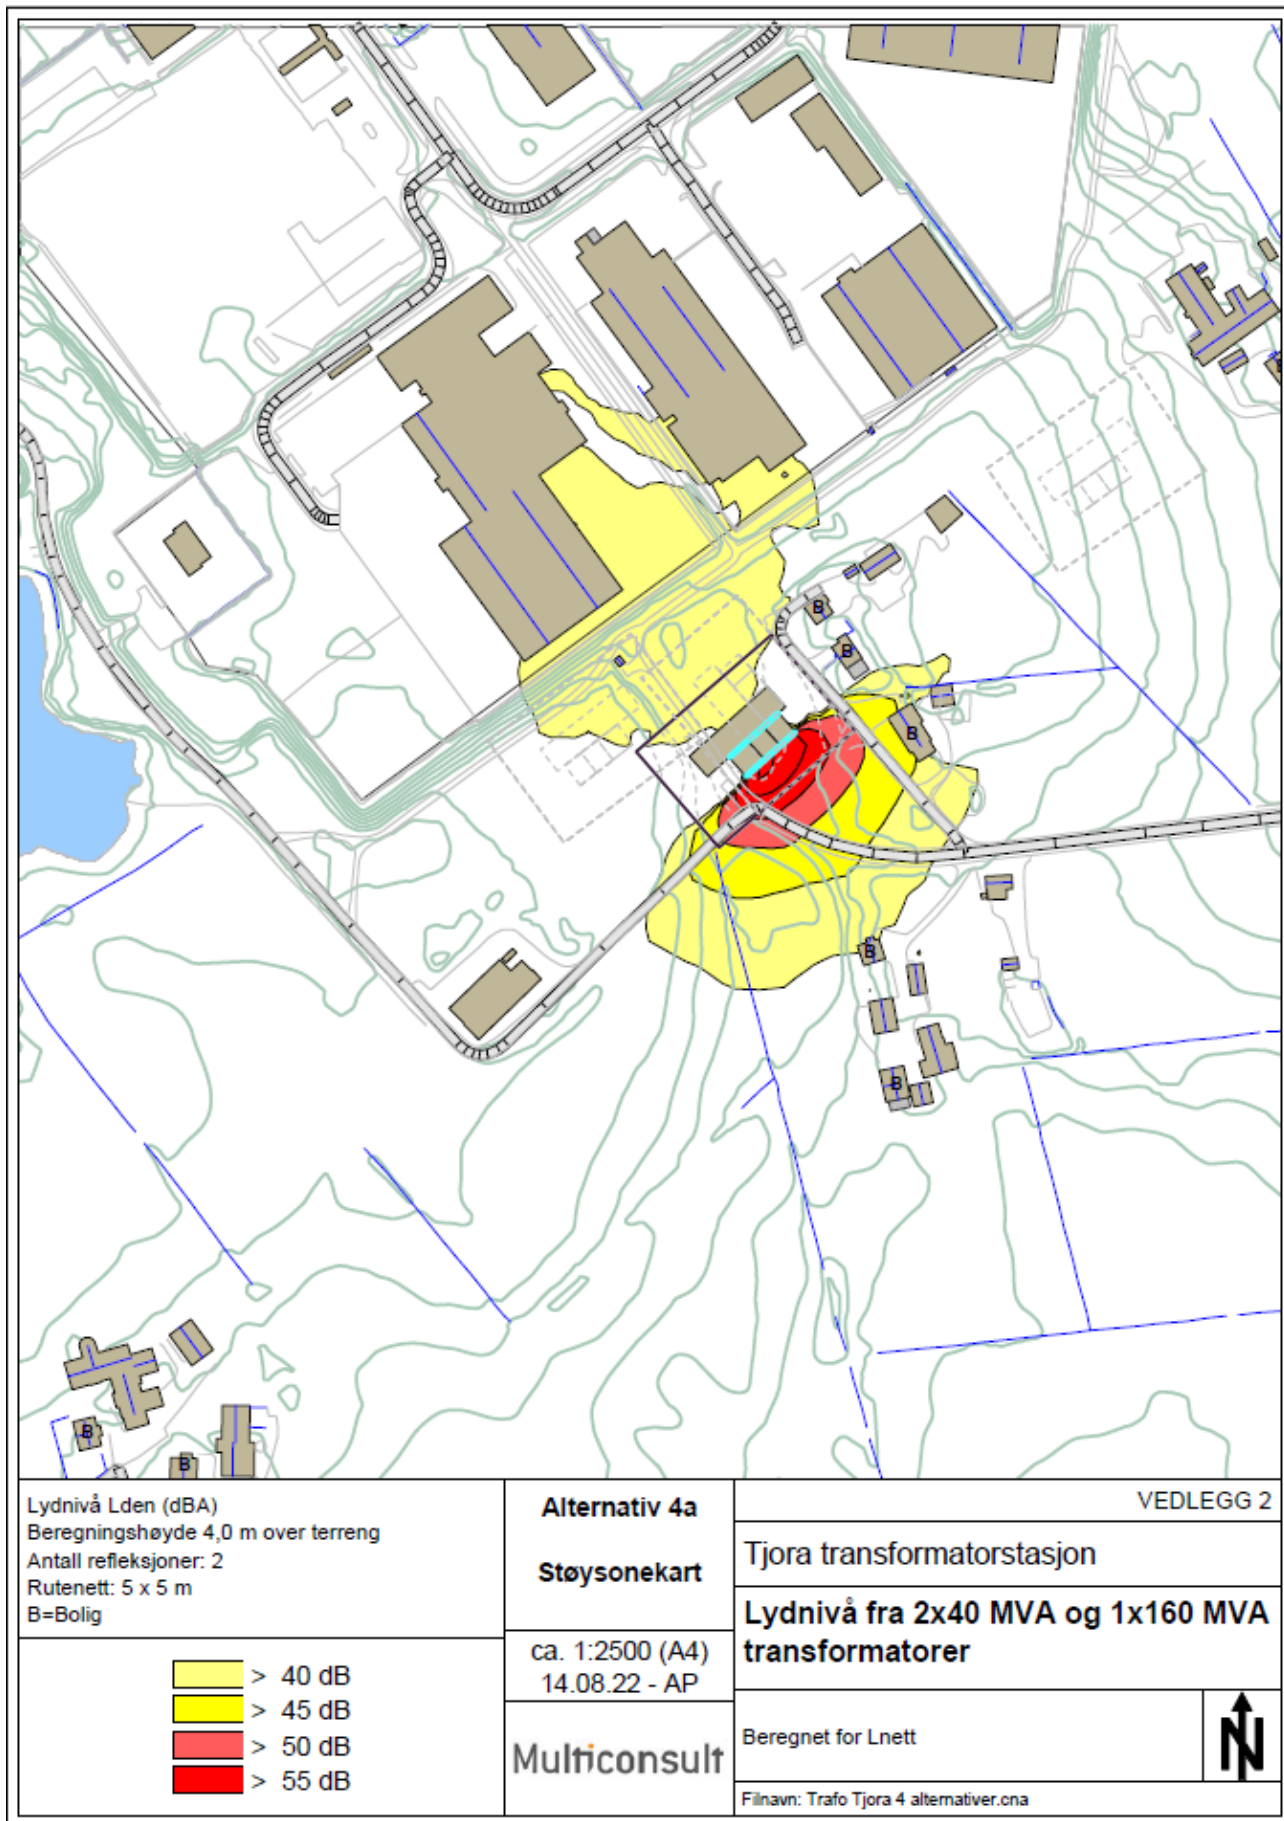 B
B
B
B
B
B
B
Lydnivå Lden (dBA)
Beregningshøyde 4,0 m over terreng
Antall refleksjoner: 2
Rutenett: 5 x 5 m
B=Bolig
> 40 dB
> 45 dB
> 50 dB
> 55 dB
Alternativ 4a
Støysonekart
ca. 1:2500 (A4)
14.08.22 - AP
Multiconsult
VEDLEGG 2
Tjora transformatorstasjon
Lydnivå fra 2x40 MVA og 1x160 MVA
transformatorer
Beregnet for Lnett
N
Filnavn: Trafo Tjora 4 alternativer.cna